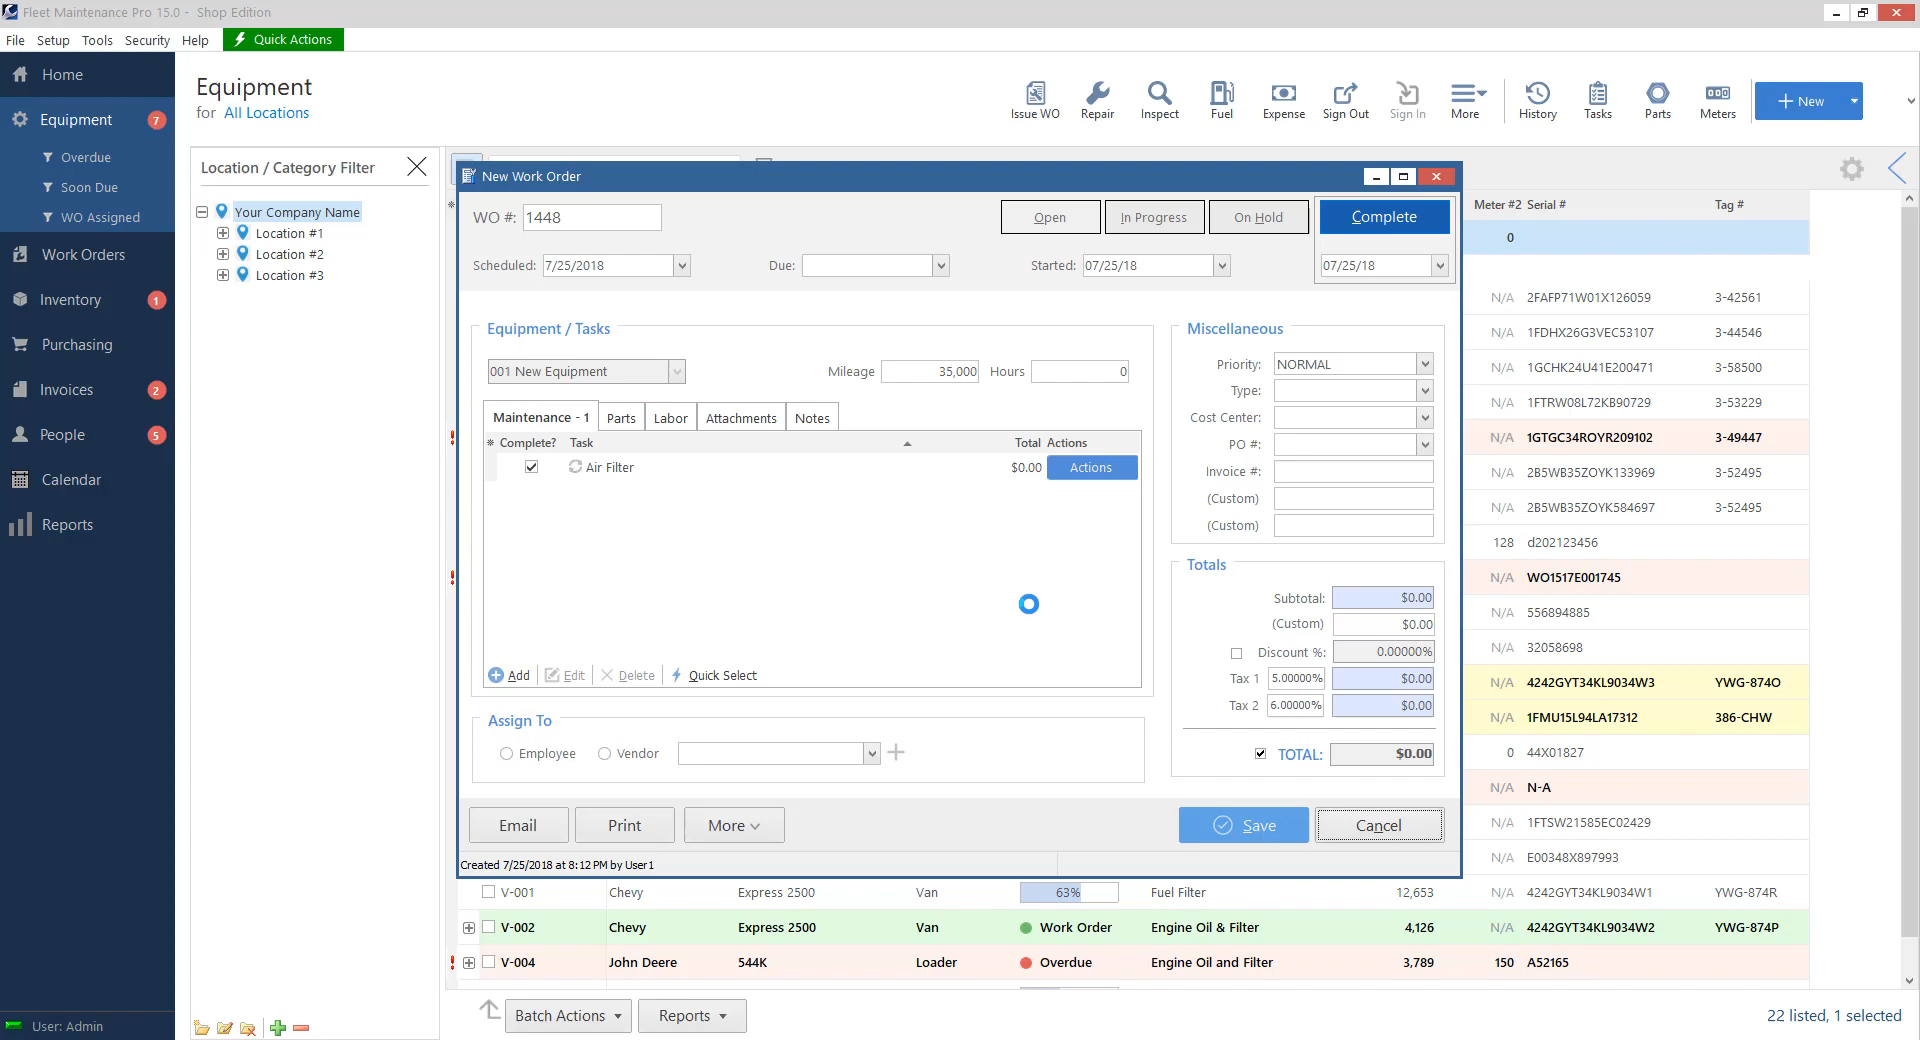 Fleet Maintenance Pro 15.0 - Shop Edition
File Setup Tools Security Help Quick Actions
Home
Equipment 7
Overdue
Soon Due
WO Assigned
Work Orders
Inventory 1
Purchasing
Invoices 2
People 5
Calendar
Reports
User: Admin
Equipment
for All Locations
Issue WO Repair Inspect Fuel Expense Sign Out Sign In More History Tasks Parts Meters New
Location / Category Filter
Your Company Name
Location #1
Location #2
Location #3
New Work Order
WO #: 1448 Open In Progress On Hold Complete
Scheduled: 7/25/2018 Due: Started: 07/25/18 07/25/18
Equipment / Tasks
001 New Equipment Mileage 35,000 Hours 0
Maintenance - 1 Parts Labor Attachments Notes
Complete? Task Total Actions
Air Filter $0.00 Actions
Add Edit Delete Quick Select
Assign To
Employee Vendor
Miscellaneous
Priority: NORMAL
Type:
Cost Center:
PO #:
Invoice #:
(Custom)
(Custom)
Totals
Subtotal: $0.00
(Custom) $0.00
Discount %: 0.00000%
Tax 1 5.00000% $0.00
Tax 2 6.00000% $0.00
TOTAL: $0.00
Email Print More Save Cancel
Created 7/25/2018 at 8:12 PM by User1
Meter #2 Serial # Tag #
0
N/A 2FAFP71W01X126059 3-42561
N/A 1FDHX26G3VEC53107 3-44546
N/A 1GCHK24U41E200471 3-58500
N/A 1FTRW08L72KB90729 3-53229
N/A 1GTGC34ROYR209102 3-49447
N/A 2B5WB35ZOYK133969 3-52495
N/A 2B5WB35ZOYK584697 3-52495
128 d202123456
N/A WO1517E001745
N/A 556894885
N/A 32058698
N/A 4242GYT34KL9034W3 YWG-874O
N/A 1FMU15L94LA17312 386-CHW
0 44X01827
N/A N-A
N/A 1FTSW21585EC02429
N/A E00348X897993
V-001 Chevy Express 2500 Van 63% Fuel Filter 12,653 N/A 4242GYT34KL9034W1 YWG-874R
V-002 Chevy Express 2500 Van Work Order Engine Oil & Filter 4,126 N/A 4242GYT34KL9034W2 YWG-874P
V-004 John Deere 544K Loader Overdue Engine Oil and Filter 3,789 150 A52165
Batch Actions Reports 22 listed, 1 selected